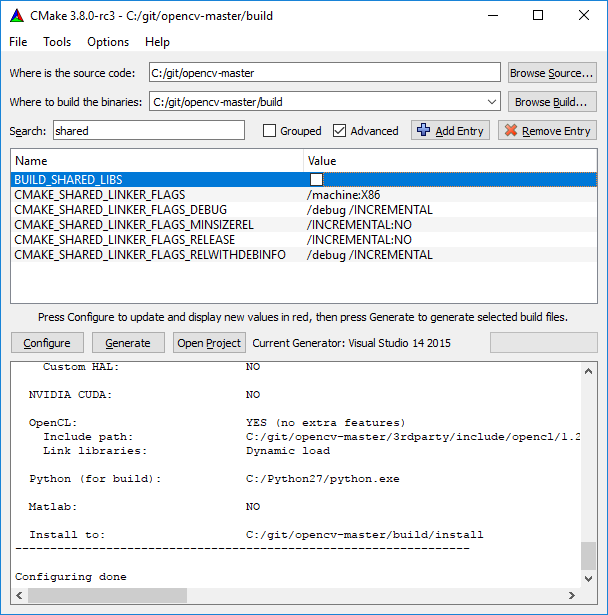 CMake 3.8.0-rc3 - C:/git/opencv-master/build
File Tools Options Help
Where is the source code: C:/git/opencv-master Browse Source...
Where to build the binaries: C:/git/opencv-master/build Browse Build...
Search: shared Grouped Advanced Add Entry Remove Entry
Name Value
BUILD_SHARED_LIBS
CMAKE_SHARED_LINKER_FLAGS /machine:X86
CMAKE_SHARED_LINKER_FLAGS_DEBUG /debug /INCREMENTAL
CMAKE_SHARED_LINKER_FLAGS_MINSIZEREL /INCREMENTAL:NO
CMAKE_SHARED_LINKER_FLAGS_RELEASE /INCREMENTAL:NO
CMAKE_SHARED_LINKER_FLAGS_RELWITHDEBINFO /debug /INCREMENTAL
Press Configure to update and display new values in red, then press Generate to generate selected build files.
Configure Generate Open Project Current Generator: Visual Studio 14 2015
Custom HAL: NO
NVIDIA CUDA: NO
OpenCL: YES (no extra features)
Include path: C:/git/opencv-master/3rdparty/include/opencl/1.2
Link libraries: Dynamic load
Python (for build): C:/Python27/python.exe
Matlab: NO
Install to: C:/git/opencv-master/build/install
-----------------------------------------------------------------
Configuring done